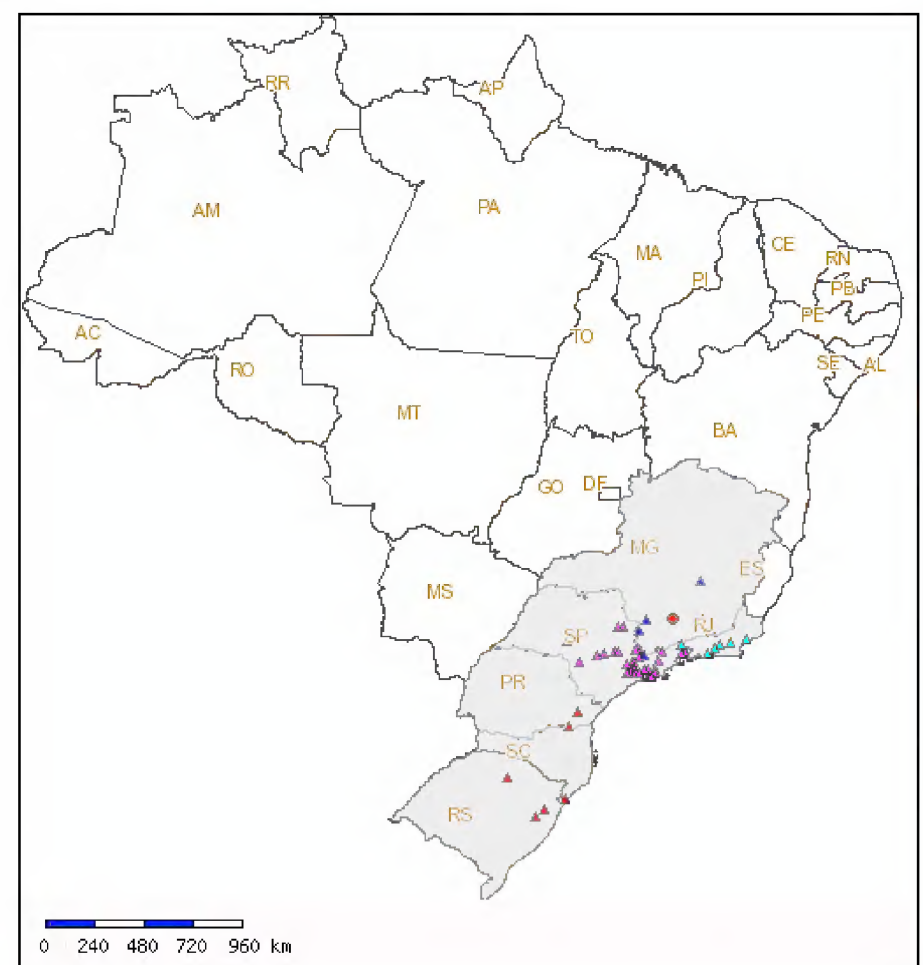 RR
AP
AM
PA
MA
CE
RN
PB
PI
PE
AC
TO
SE
AL
RO
MT
BA
GO
DF
MG
ES
MS
SP
RJ
PR
SC
RS
0 240 480 720 960 km